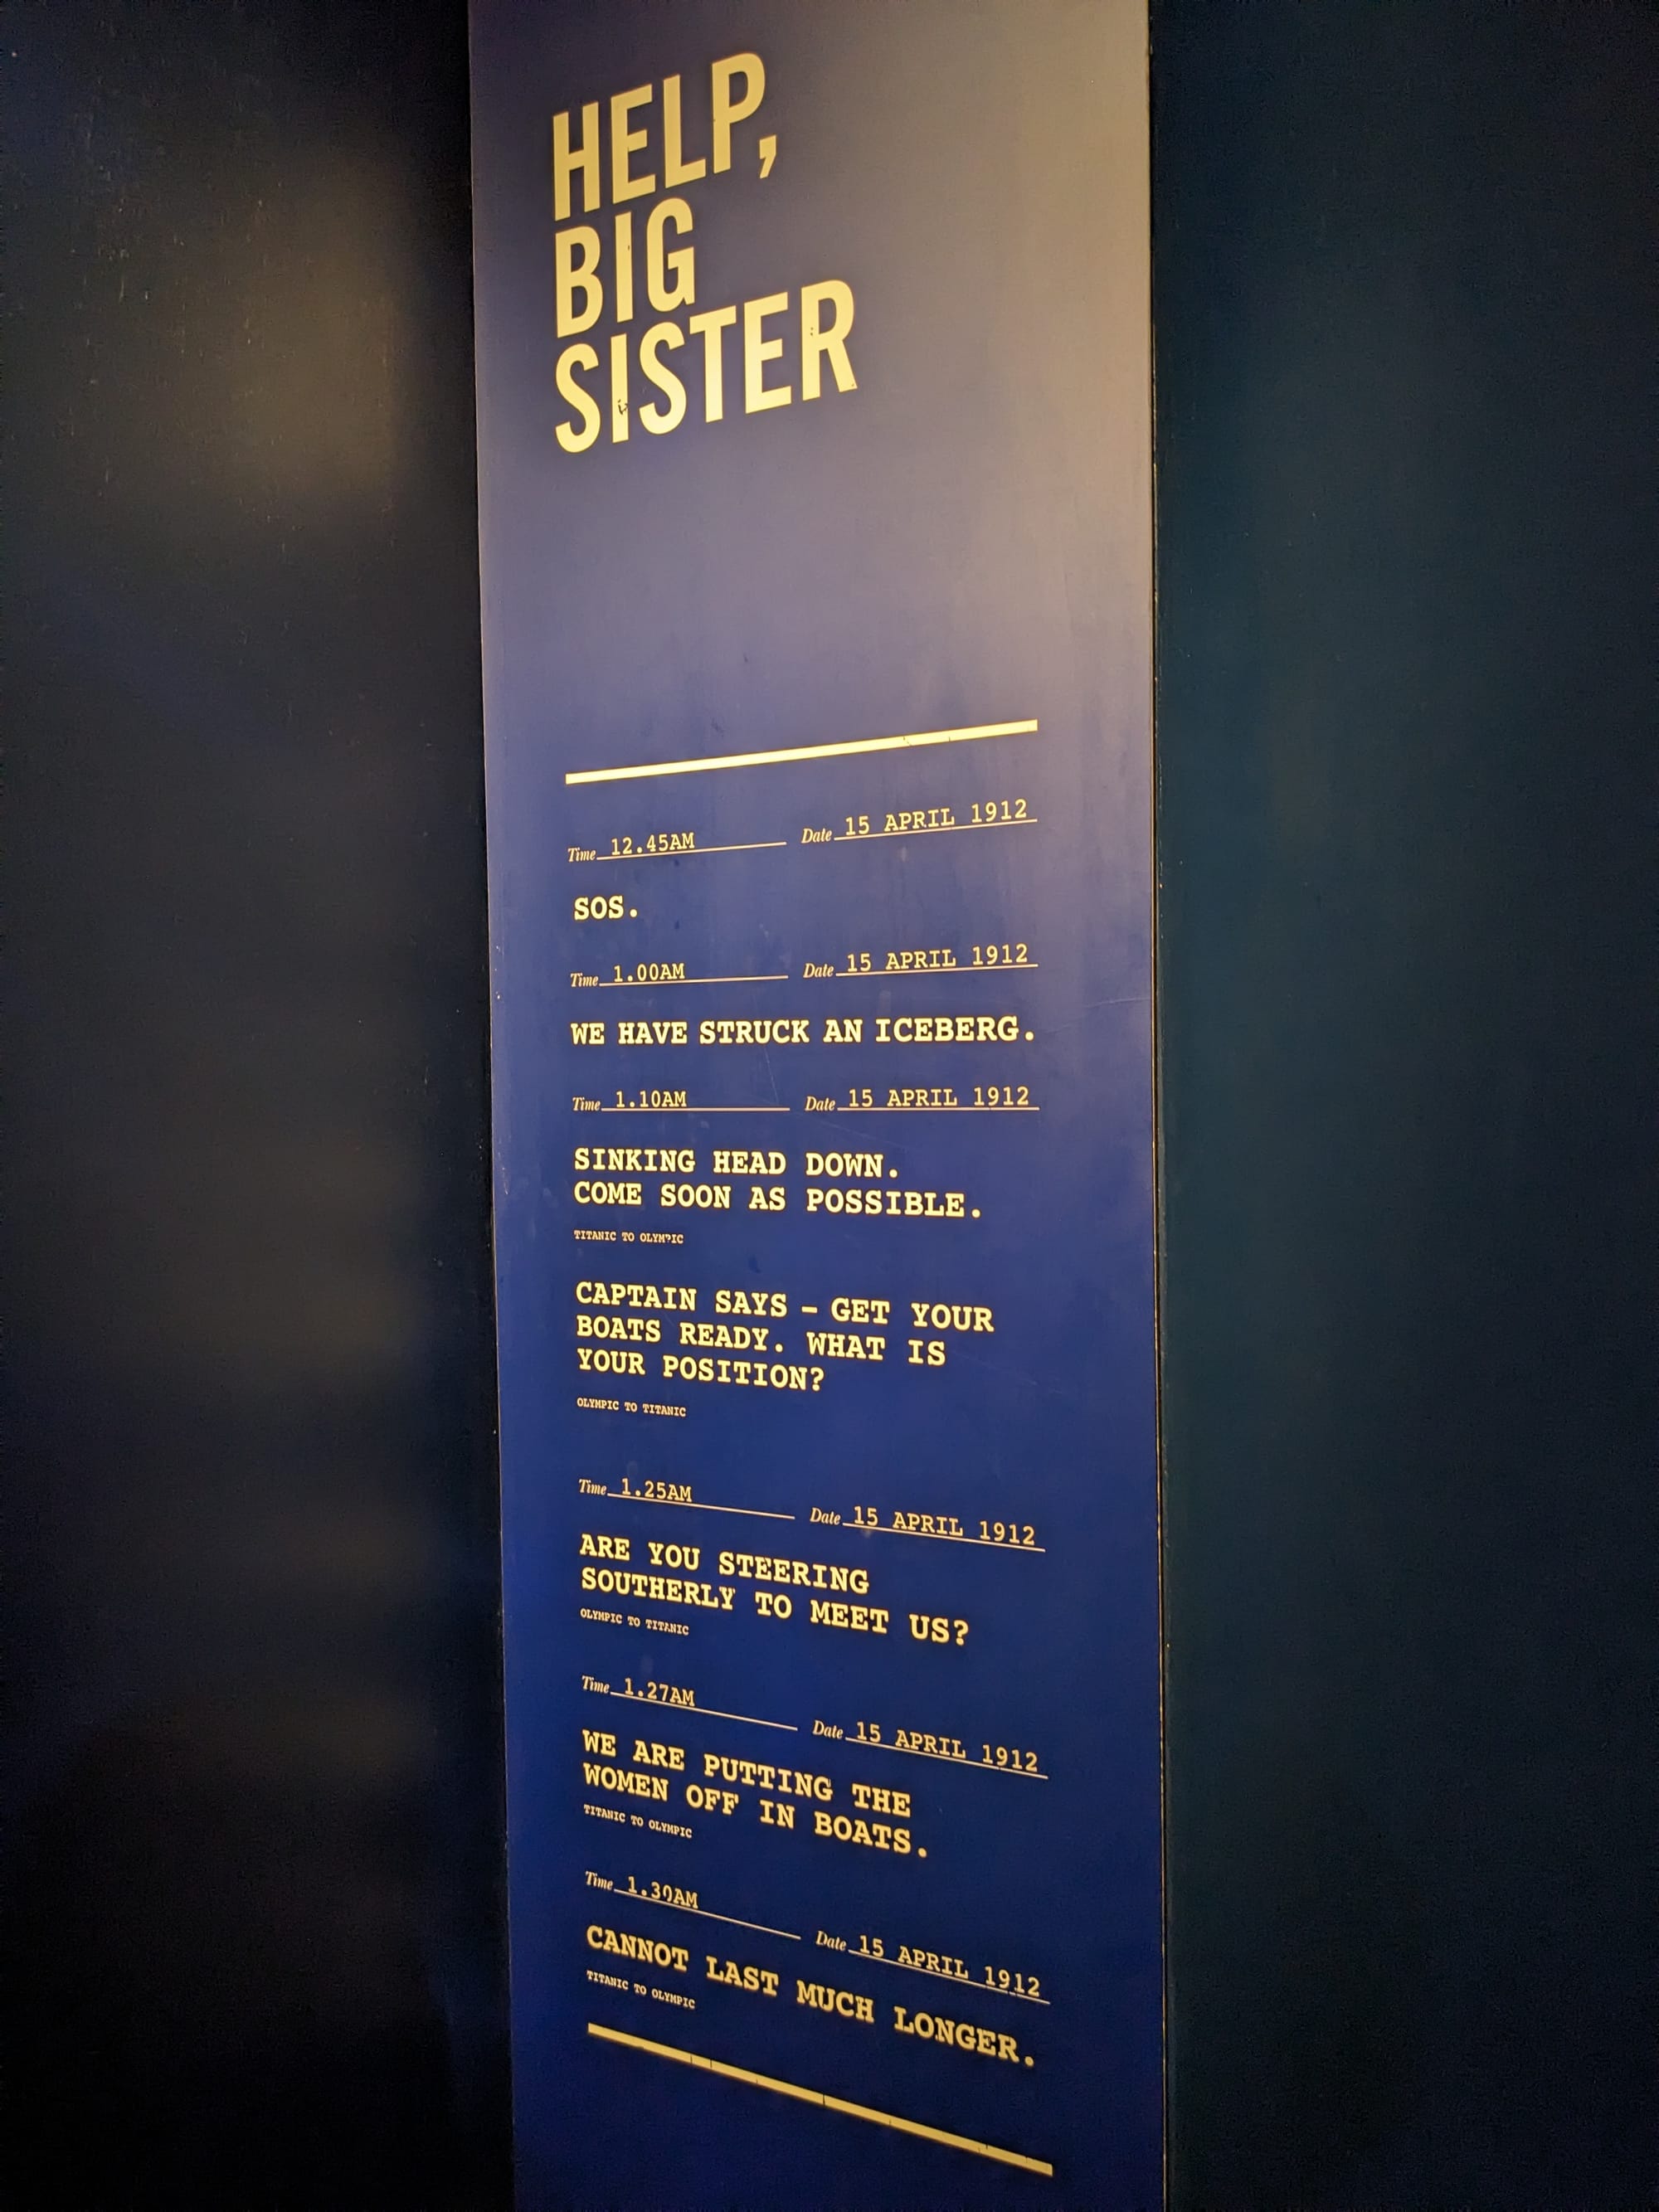 HELP,
BIG
SISTER
Time 12.45AM Date 15 APRIL 1912
SOS.
Time 1.00AM Date 15 APRIL 1912
WE HAVE STRUCK AN ICEBERG.
Time 1.10AM Date 15 APRIL 1912
SINKING HEAD DOWN.
COME SOON AS POSSIBLE.
TITANIC TO OLYMPIC
CAPTAIN SAYS – GET YOUR
BOATS READY. WHAT IS
YOUR POSITION?
OLYMPIC TO TITANIC
Time 1.25AM Date 15 APRIL 1912
ARE YOU STEERING
SOUTHERLY TO MEET US?
OLYMPIC TO TITANIC
Time 1.27AM Date 15 APRIL 1912
WE ARE PUTTING THE
WOMEN OFF IN BOATS.
TITANIC TO OLYMPIC
Time 1.30AM Date 15 APRIL 1912
CANNOT LAST MUCH LONGER.
TITANIC TO OLYMPIC